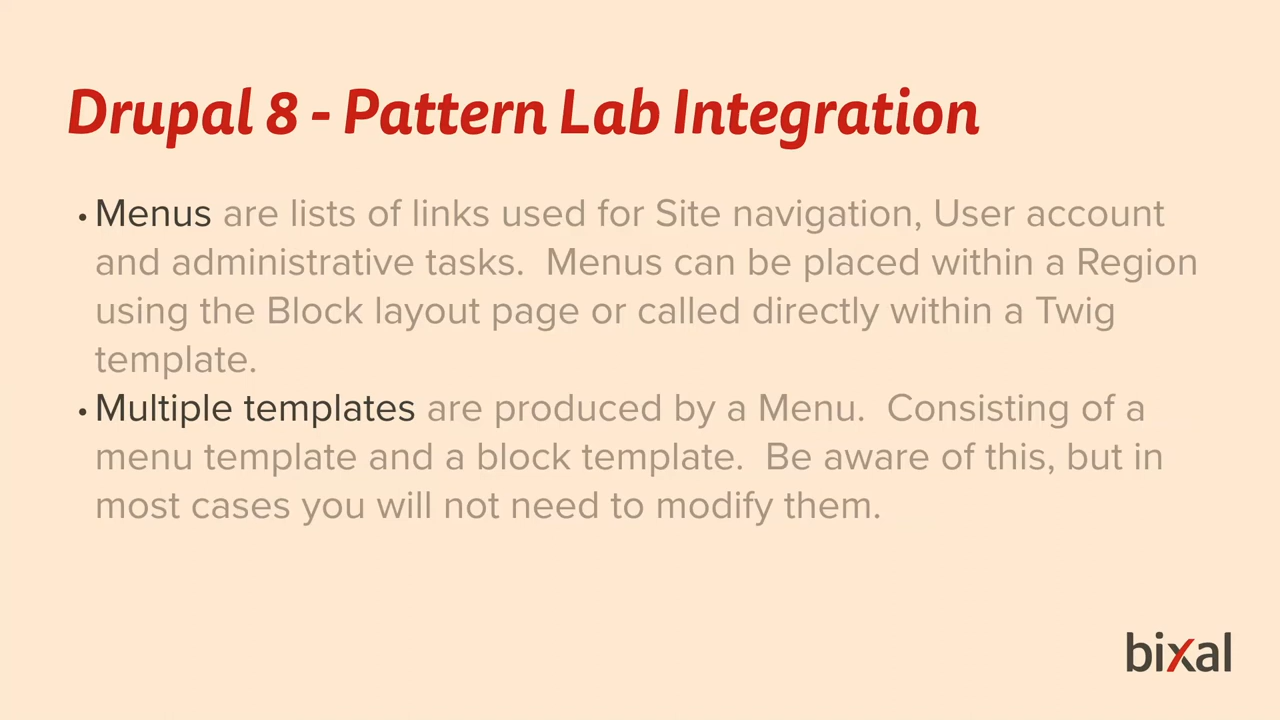 Drupal 8 - Pattern Lab Integration
• Menus are lists of links used for Site navigation, User account
and administrative tasks.  Menus can be placed within a Region
using the Block layout page or called directly within a Twig
template.
• Multiple templates are produced by a Menu.  Consisting of a
menu template and a block template.  Be aware of this, but in
most cases you will not need to modify them.
bixal